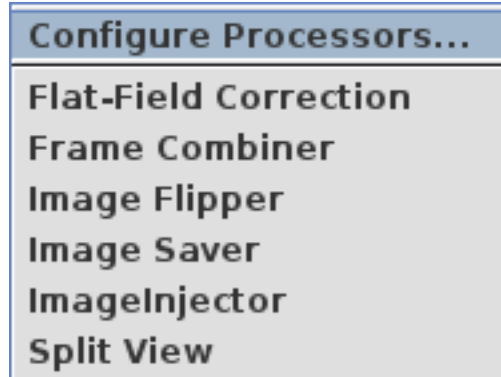 Configure Processors...
Flat-Field Correction
Frame Combiner
Image Flipper
Image Saver
ImageInjector
Split View